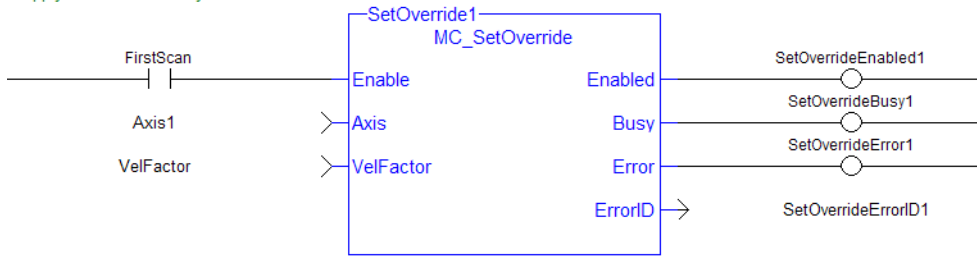 SetOverride1
MC_SetOverride
FirstScan
SetOverrideEnabled1
Enable
Enabled
SetOverrideBusy1
Axis1
Axis
Busy
SetOverrideError1
VelFactor
VelFactor
Error
ErrorID
SetOverrideErrorID1